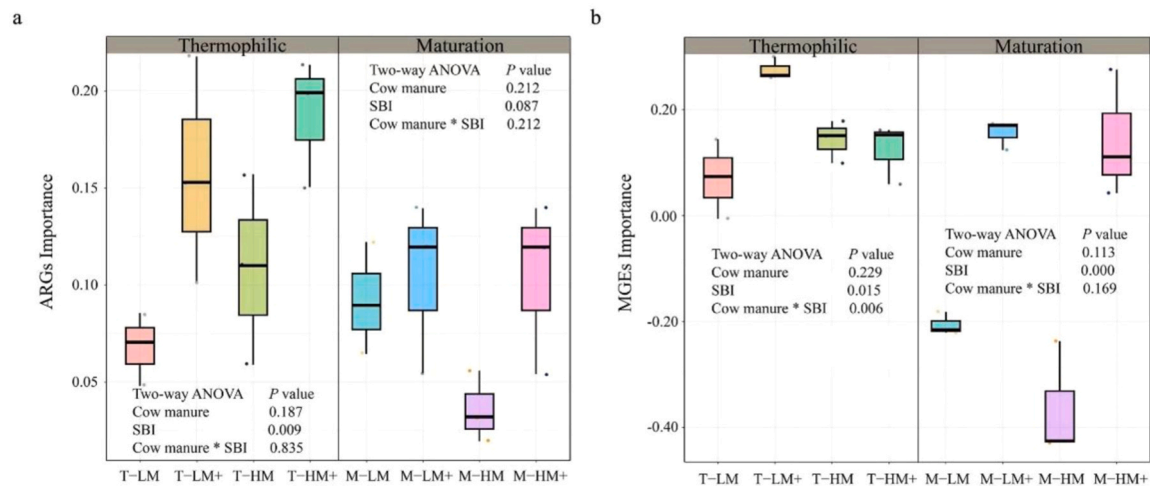 a
Thermophilic Maturation
Two-way ANOVA P value
Cow manure 0.212
SBI 0.087
Cow manure * SBI 0.212
ARGs Importance
0.20
0.15
0.10
0.05
Two-way ANOVA P value
Cow manure 0.187
SBI 0.009
Cow manure * SBI 0.835
T-LM T-LM+ T-HM T-HM+ M-LM M-LM+ M-HM M-HM+
b
Thermophilic Maturation
MGEs Importance
0.20
0.00
-0.20
-0.40
Two-way ANOVA P value
Cow manure 0.229
SBI 0.015
Cow manure * SBI 0.006
Two-way ANOVA P value
Cow manure 0.113
SBI 0.000
Cow manure * SBI 0.169
T-LM T-LM+ T-HM T-HM+ M-LM M-LM+ M-HM M-HM+